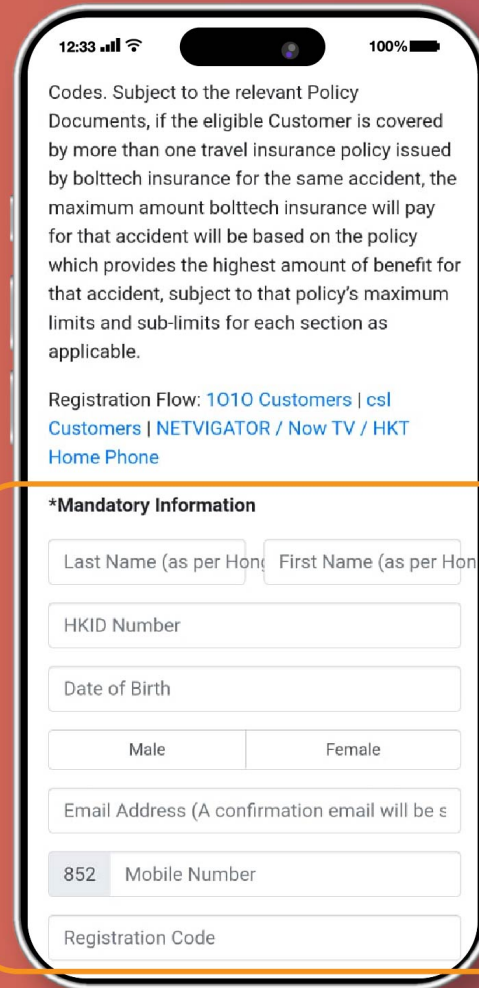 12:33 100%
Codes. Subject to the relevant Policy
Documents, if the eligible Customer is covered
by more than one travel insurance policy issued
by bolttech insurance for the same accident, the
maximum amount bolttech insurance will pay
for that accident will be based on the policy
which provides the highest amount of benefit for
that accident, subject to that policy’s maximum
limits and sub-limits for each section as
applicable.
Registration Flow: 1O1O Customers | csl
Customers | NETVIGATOR / Now TV / HKT
Home Phone
*Mandatory Information
Last Name (as per Hong First Name (as per Hon
HKID Number
Date of Birth
Male Female
Email Address (A confirmation email will be s
852 Mobile Number
Registration Code